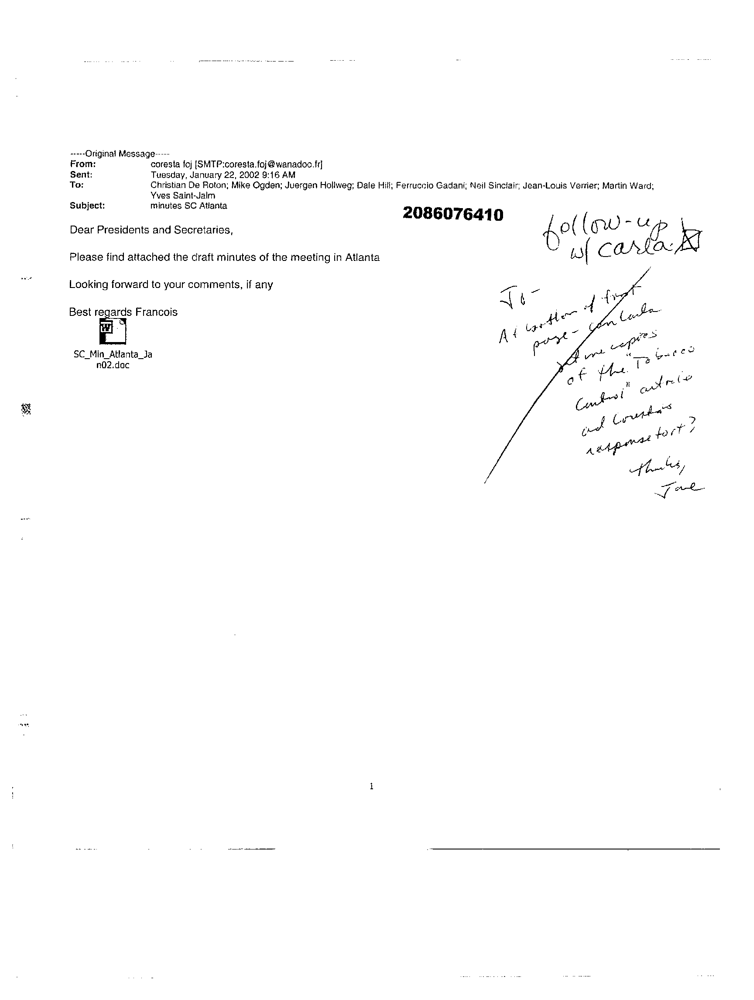 -----Original Message-----
From: coresta foj [SMTP:coresta.foj@wanadoo.fr]
Sent: Tuesday, January 22, 2002 9:16 AM
To: Christian De Roton; Mike Ogden; Juergen Hollweg; Dale Hill; Ferruccio Gadani; Neil Sinclair; Jean-Louis Verrier; Martin Ward;
Yves Saint-Jalm
Subject: minutes SC Atlanta
2086076410
follow-up
w/ Carla
Dear Presidents and Secretaries,
Please find attached the draft minutes of the meeting in Atlanta
Looking forward to your comments, if any
Best regards Francois
W
SC_Min_Atlanta_Ja
n02.doc
Jo-
At bottom of first
page - can Carla
me copies
of the "Tobacco
Control" article
and Coresta's
response to it?
Thanks,
1